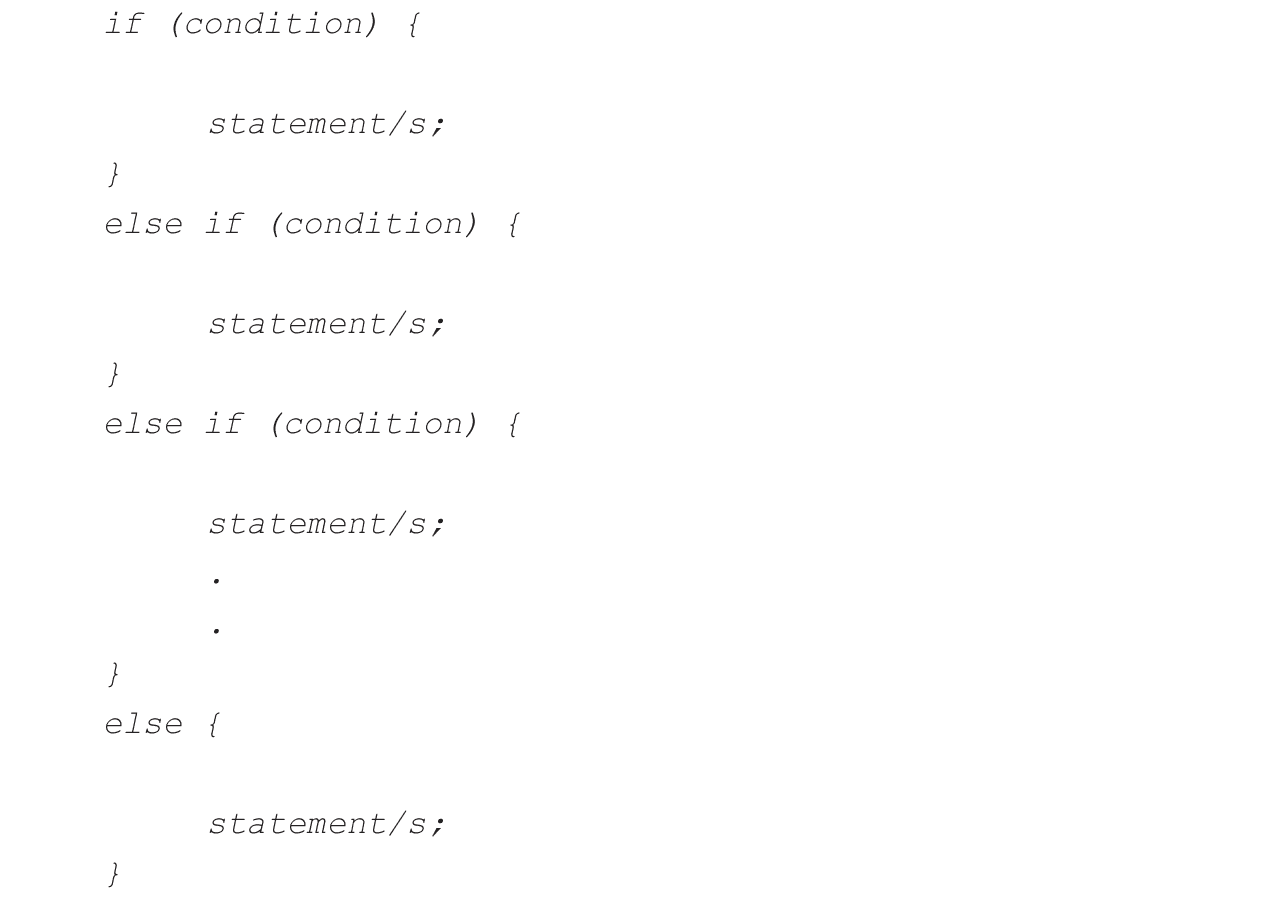 if (condition) {
statement/s;
}
else if (condition) {
statement/s;
}
else if (condition) {
statement/s;
.
.
}
else {
statement/s;
}